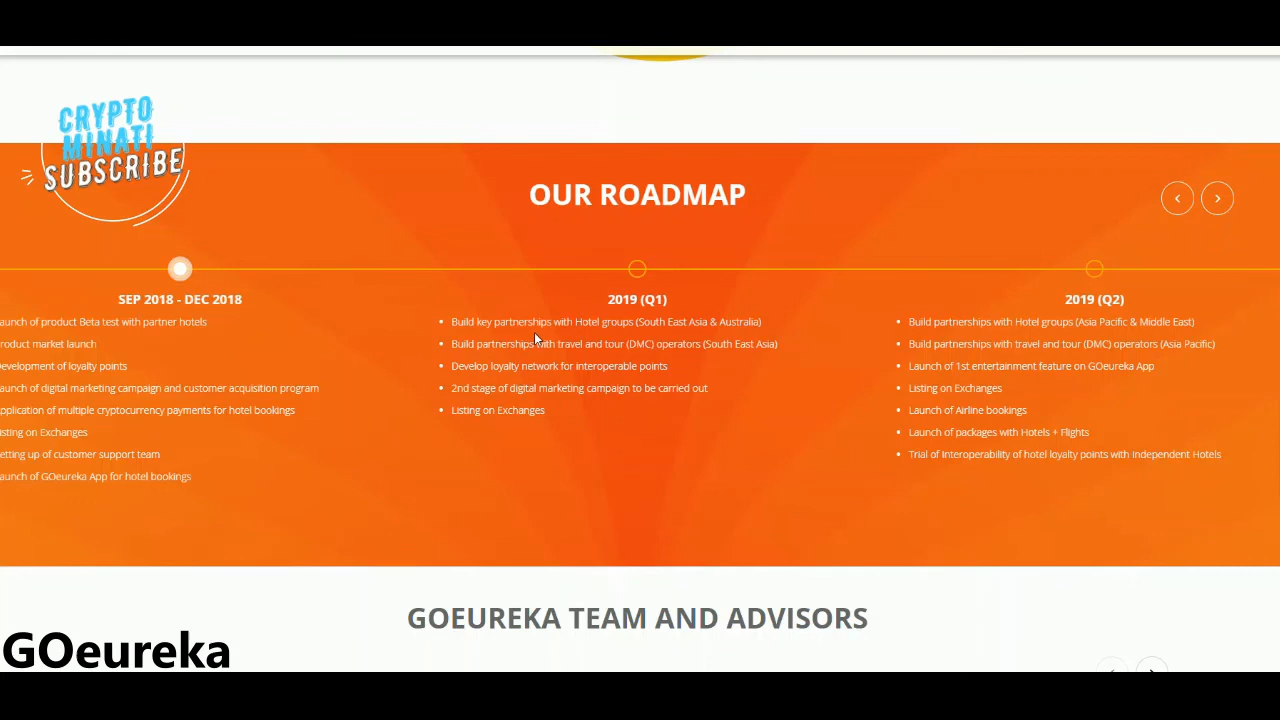 CRYPTO
MINATI
SUBSCRIBE
OUR ROADMAP
SEP 2018 - DEC 2018
aunch of product Beta test with partner hotels
roduct market launch
evelopment of loyalty points
aunch of digital marketing campaign and customer acquisition program
pplication of multiple cryptocurrency payments for hotel bookings
isting on Exchanges
etting up of customer support team
aunch of GOeureka App for hotel bookings
2019 (Q1)
• Build key partnerships with Hotel groups (South East Asia & Australia)
• Build partnerships with travel and tour (DMC) operators (South East Asia)
• Develop loyalty network for interoperable points
• 2nd stage of digital marketing campaign to be carried out
• Listing on Exchanges
2019 (Q2)
• Build partnerships with Hotel groups (Asia Pacific & Middle East)
• Build partnerships with travel and tour (DMC) operators (Asia Pacific)
• Launch of 1st entertainment feature on GOeureka App
• Listing on Exchanges
• Launch of Airline bookings
• Launch of packages with Hotels + Flights
• Trial of Interoperability of hotel loyalty points with Independent Hotels
GOEUREKA TEAM AND ADVISORS
GOeureka